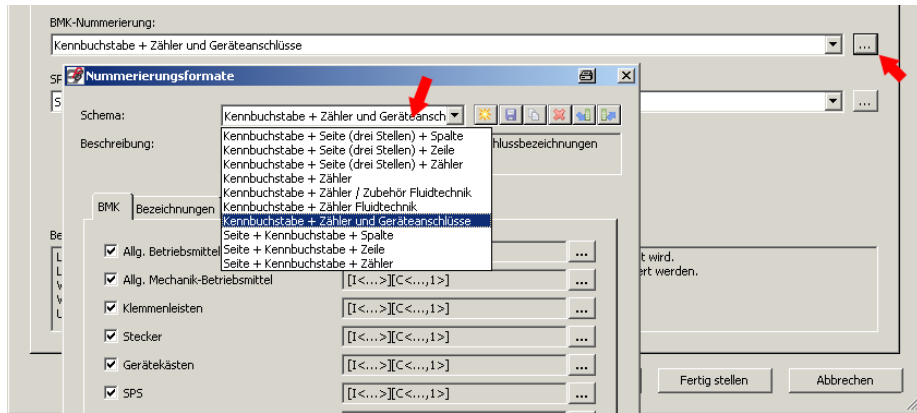 BMK-Nummerierung:
Kennbuchstabe + Zähler und Geräteanschlüsse
...
Nummerierungsformate
Schema:
Kennbuchstabe + Zähler und Geräteansch
...
Beschreibung:
hlussbezeichnungen
Kennbuchstabe + Seite (drei Stellen) + Spalte
Kennbuchstabe + Seite (drei Stellen) + Zeile
Kennbuchstabe + Seite (drei Stellen) + Zähler
Kennbuchstabe + Zähler
Kennbuchstabe + Zähler / Zubehör Fluidtechnik
Kennbuchstabe + Zähler Fluidtechnik
Kennbuchstabe + Zähler und Geräteanschlüsse
Seite + Kennbuchstabe + Spalte
Seite + Kennbuchstabe + Zeile
Seite + Kennbuchstabe + Zähler
BMK Bezeichnungen
Allg. Betriebsmittel ...
t wird.
Allg. Mechanik-Betriebsmittel [I<...>][C<...,1>] ...
ert werden.
Klemmenleisten [I<...>][C<...,1>] ...
Stecker [I<...>][C<...,1>] ...
Gerätekästen [I<...>][C<...,1>] ...
SPS [I<...>][C<...,1>] ...
Fertig stellen
Abbrechen